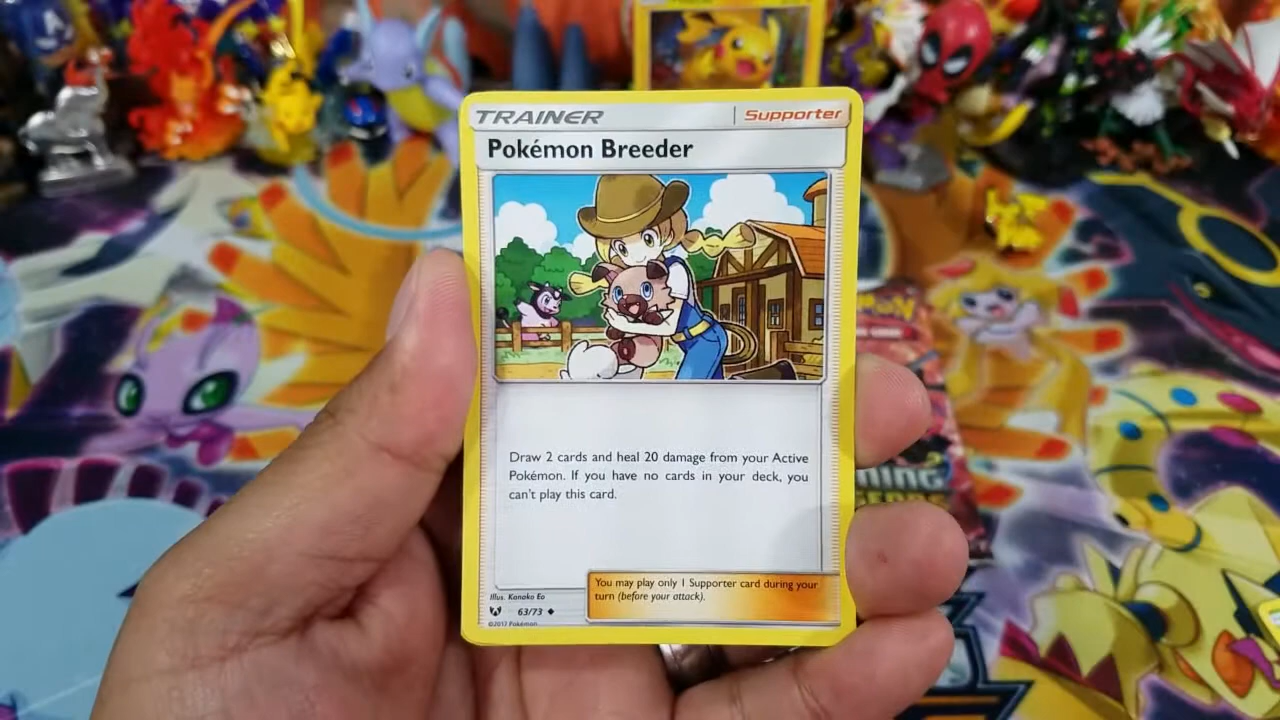 TRAINER Supporter
Pokémon Breeder
Draw 2 cards and heal 20 damage from your Active
Pokémon. If you have no cards in your deck, you
can't play this card.
You may play only 1 Supporter card during your
turn (before your attack).
Illus. Kanako Eo
63/73
©2017 Pokémon